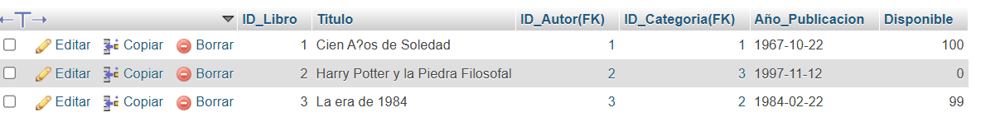 ID_Libro Titulo ID_Autor(FK) ID_Categoria(FK) Año_Publicacion Disponible
Editar Copiar Borrar 1 Cien A?os de Soledad 1 1 1967-10-22 100
Editar Copiar Borrar 2 Harry Potter y la Piedra Filosofal 2 3 1997-11-12 0
Editar Copiar Borrar 3 La era de 1984 3 2 1984-02-22 99